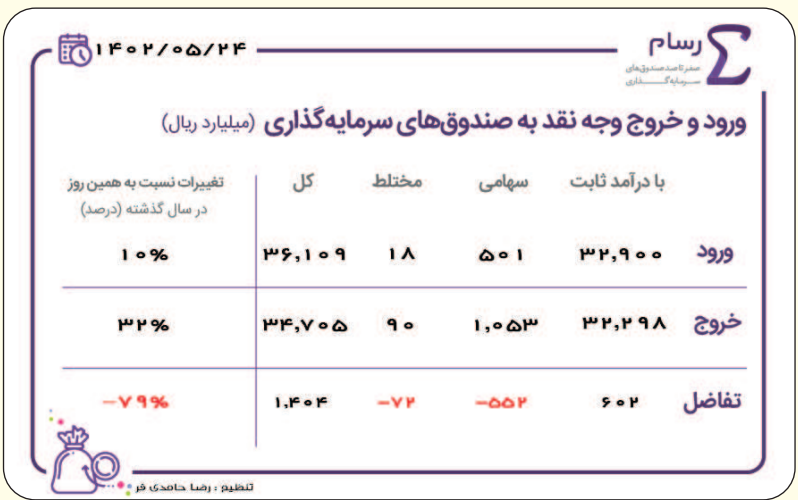 ۱۴۰۲/۰۵/۲۴
رسام
صدر تا صد صندوق‌های
سرمایه‌گذاری
ورود و خروج وجه نقد به صندوق‌های سرمایه‌گذاری (میلیارد ریال)
با درآمد ثابت سهامی مختلط کل تغییرات نسبت به همین روز
در سال گذشته (درصد)
ورود ۳۲,۹۰۰ ۵۰۱ ۱۸ ۳۶,۱۰۹ ۱۰%
خروج ۳۲,۲۹۸ ۱,۰۵۳ ۹۰ ۳۴,۷۰۵ ۳۲%
تفاضل ۶۰۲ −۵۵۲ −۷۲ ۱,۴۰۴ −۷۹%
تنظیم : رضا حامدی فر